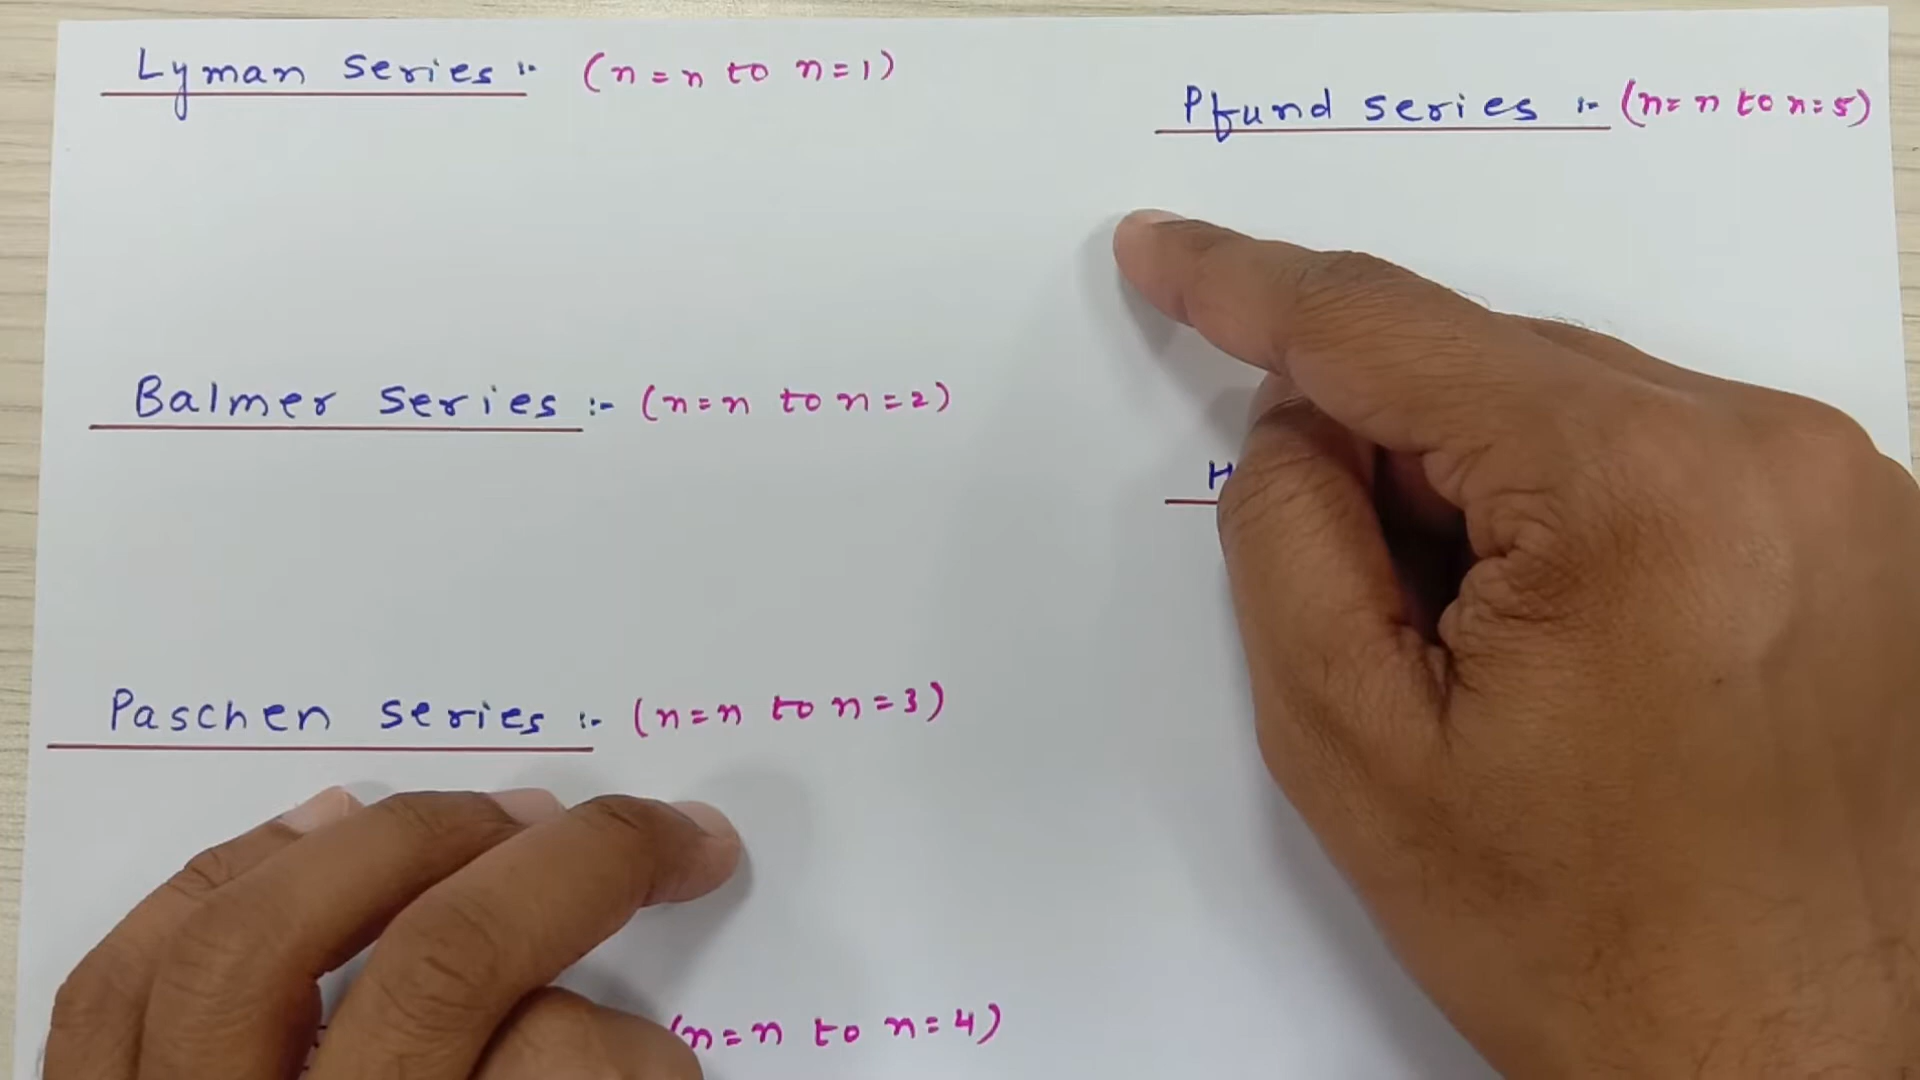 Lyman series :- (n=n to n=1)
Balmer series :- (n=n to n=2)
Paschen series :- (n=n to n=3)
(n=n to n=4)
Pfund series :- (n=n to n=5)
H